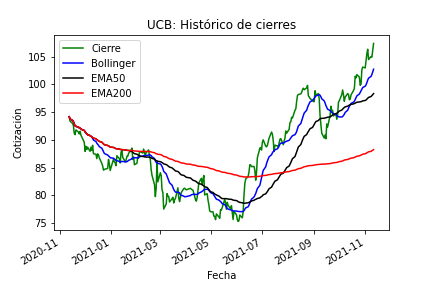 UCB: Histórico de cierres
Cierre
Bollinger
EMA50
EMA200
105
100
95
90
85
80
75
Cotización
2020-11
2021-01
2021-03
2021-05
2021-07
2021-09
2021-11
Fecha